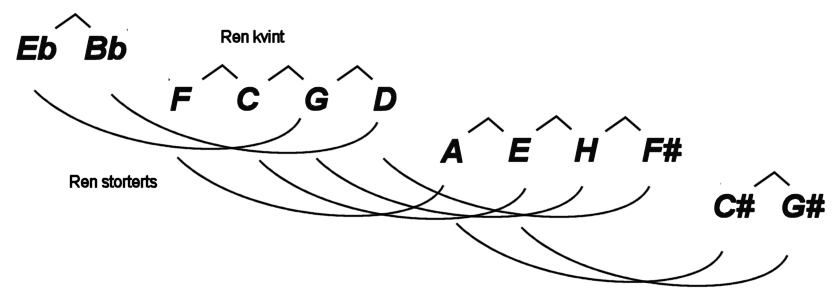 Eb Bb
Ren kvint
F C G D
A E H F#
Ren storterts
C# G#